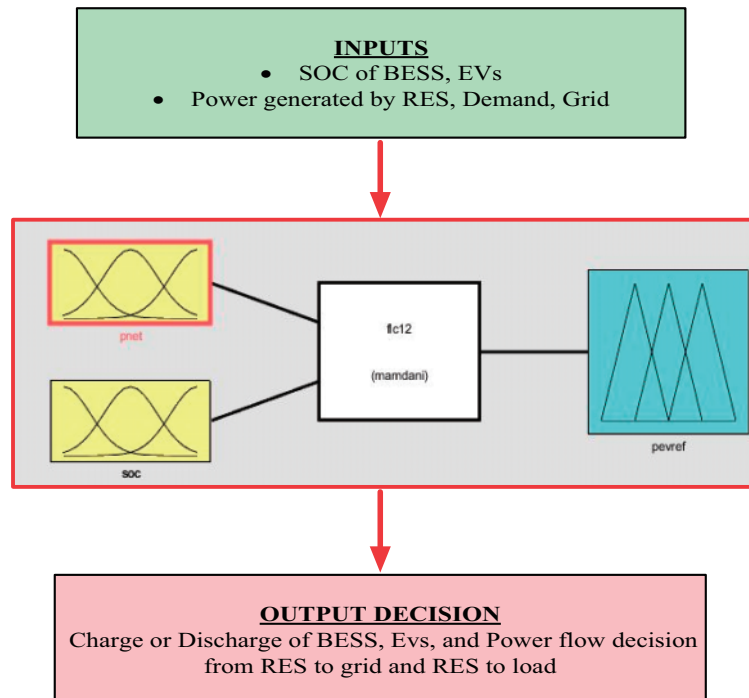 INPUTS
• SOC of BESS, EVs
• Power generated by RES, Demand, Grid
pnet
flc12
(mamdani)
soc
pevref
OUTPUT DECISION
Charge or Discharge of BESS, Evs, and Power flow decision
from RES to grid and RES to load